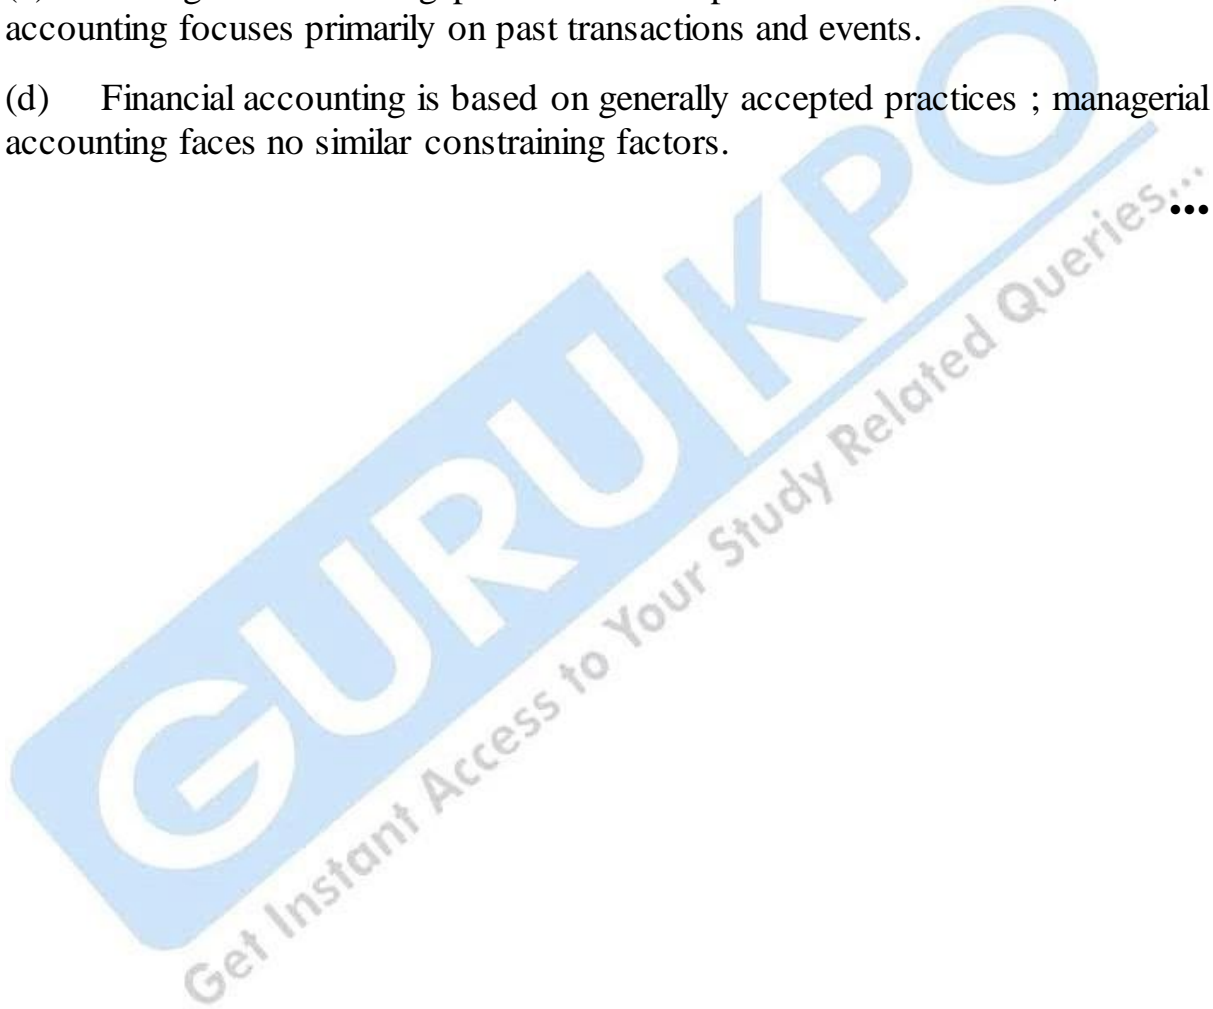 accounting focuses primarily on past transactions and events.
(d) Financial accounting is based on generally accepted practices ; managerial
accounting faces no similar constraining factors.
•••
GURUKPO
Get Instant Access to Your Study Related Queries...